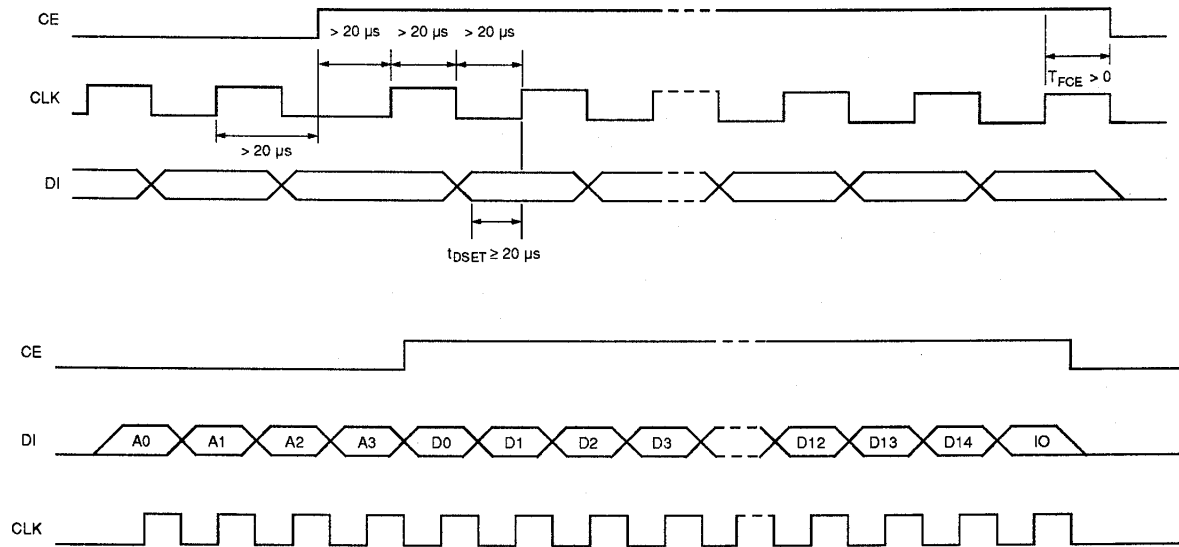 CE
> 20 µs > 20 µs > 20 µs
T_FCE > 0
CLK
> 20 µs
DI
t_DSET ≥ 20 µs
CE
DI A0 A1 A2 A3 D0 D1 D2 D3 D12 D13 D14 IO
CLK